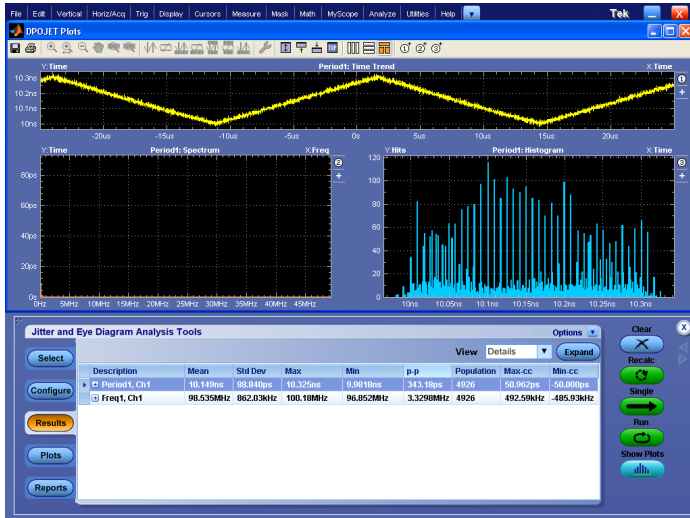 File Edit Vertical Horiz/Acq Trig Display Cursors Measure Mask Math MyScope Analyze Utilities Help Tek X
DPOJET Plots
Y:Time Period1: Time Trend X:Time
10.3ns
10.2ns
10.1ns
10ns
-20us -15us -10us -5us 0s 5us 10us 15us 20us
1
Y:Time Period1: Spectrum X:Freq
80ps
60ps
40ps
20ps
0s
0Hz 5MHz 10MHz 15MHz 20MHz 25MHz 30MHz 35MHz 40MHz 45MHz
2
Y:Hits Period1: Histogram X:Time
120
100
80
60
40
20
0
10ns 10.05ns 10.1ns 10.15ns 10.2ns 10.25ns 10.3ns
3
Jitter and Eye Diagram Analysis Tools Options
Clear
X
View Details Expand
Select
Configure
Results
Plots
Reports
Description Mean Std Dev Max Min p-p Population Max-cc Min-cc
Period1, Ch1 10.149ns 88.840ps 10.325ns 9.9818ns 343.18ps 4926 50.962ps -50.000ps
Freq1, Ch1 98.535MHz 862.03kHz 100.18MHz 96.852MHz 3.3298MHz 4926 492.59kHz -485.93kHz
Recalc
Single
Run
Show Plots